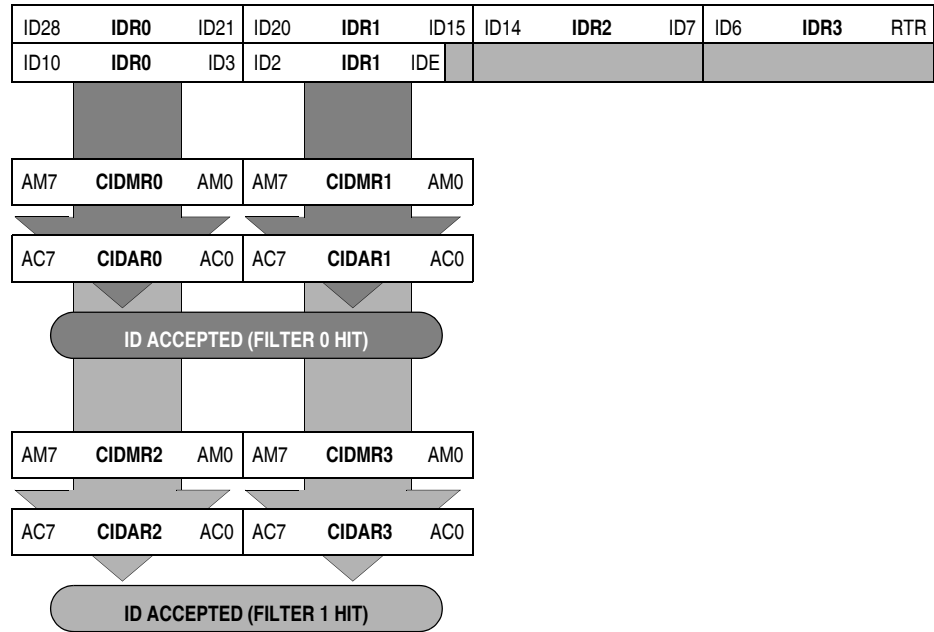 ID28 IDR0 ID21 ID20 IDR1 ID15 ID14 IDR2 ID7 ID6 IDR3 RTR
ID10 IDR0 ID3 ID2 IDR1 IDE
AM7 CIDMR0 AM0 AM7 CIDMR1 AM0
AC7 CIDAR0 AC0 AC7 CIDAR1 AC0
ID ACCEPTED (FILTER 0 HIT)
AM7 CIDMR2 AM0 AM7 CIDMR3 AM0
AC7 CIDAR2 AC0 AC7 CIDAR3 AC0
ID ACCEPTED (FILTER 1 HIT)